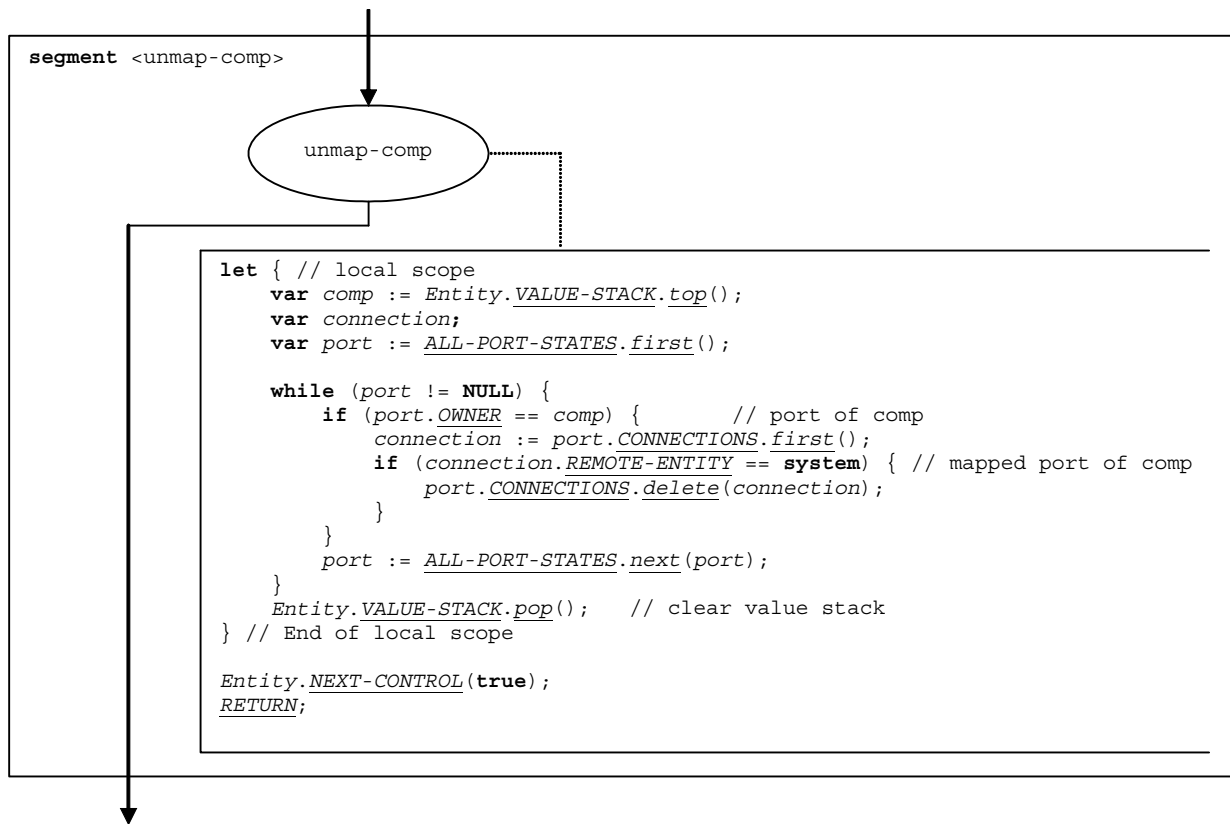 segment <unmap-comp>
unmap-comp
let { // local scope
var comp := Entity.VALUE-STACK.top();
var connection;
var port := ALL-PORT-STATES.first();
while (port != NULL) {
if (port.OWNER == comp) { // port of comp
connection := port.CONNECTIONS.first();
if (connection.REMOTE-ENTITY == system) { // mapped port of comp
port.CONNECTIONS.delete(connection);
}
}
port := ALL-PORT-STATES.next(port);
}
Entity.VALUE-STACK.pop(); // clear value stack
} // End of local scope
Entity.NEXT-CONTROL(true);
RETURN;